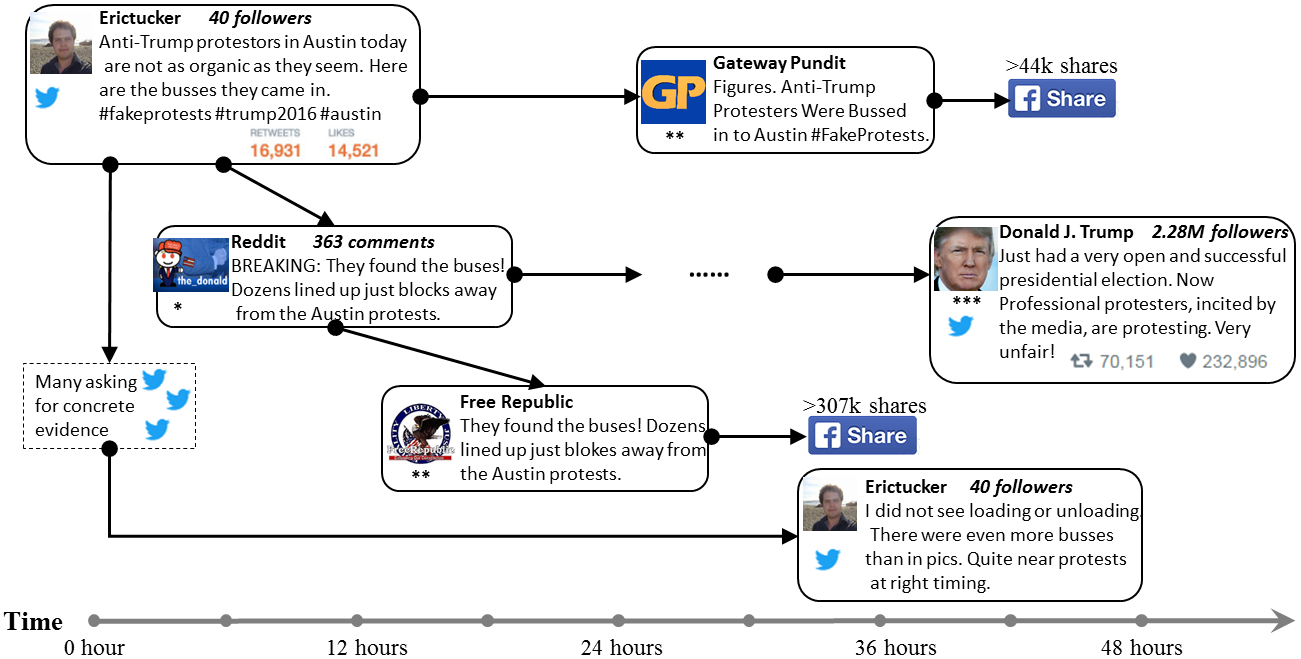 Erictucker 40 followers
Anti-Trump protestors in Austin today
are not as organic as they seem. Here
are the busses they came in.
#fakeprotests #trump2016 #austin
RETWEETS LIKES
16,931 14,521
GP
**
Gateway Pundit
Figures. Anti-Trump
Protesters Were Bussed
in to Austin #FakeProtests.
>44k shares
f Share
the_donald
*
Reddit 363 comments
BREAKING: They found the buses!
Dozens lined up just blocks away
from the Austin protests.
......
***
Donald J. Trump 2.28M followers
Just had a very open and successful
presidential election. Now
Professional protesters, incited by
the media, are protesting. Very
unfair!
70,151 232,896
Many asking
for concrete
evidence
FreeRepublic
**
Free Republic
They found the buses! Dozens
lined up just blokes away from
the Austin protests.
>307k shares
f Share
Erictucker 40 followers
I did not see loading or unloading.
There were even more busses
than in pics. Quite near protests
at right timing.
Time
0 hour 12 hours 24 hours 36 hours 48 hours